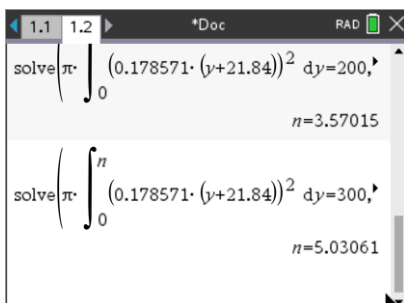 1.1 1.2 *Doc RAD
solve(π·∫₀ (0.178571·(y+21.84))² dy=200,
n=3.57015
solve(π·∫₀ⁿ (0.178571·(y+21.84))² dy=300,
n=5.03061